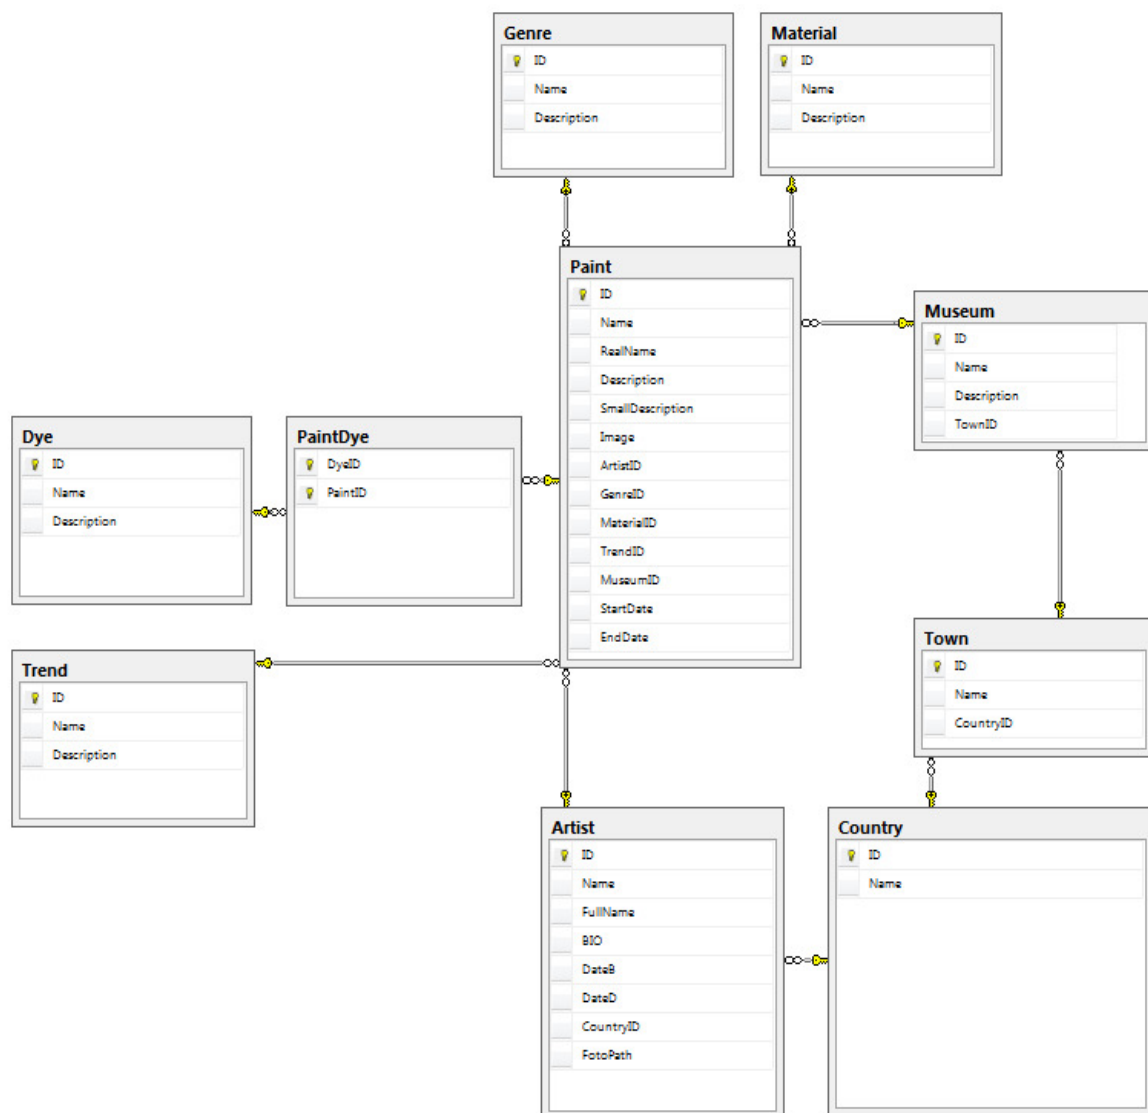 Genre
ID
Name
Description
Material
ID
Name
Description
Paint
ID
Name
RealName
Description
SmallDescription
Image
ArtistID
GenreID
MaterialID
TrendID
MuseumID
StartDate
EndDate
Museum
ID
Name
Description
TownID
Dye
ID
Name
Description
PaintDye
DyeID
PaintID
Trend
ID
Name
Description
Town
ID
Name
CountryID
Artist
ID
Name
FullName
BIO
DateB
DateD
CountryID
FotoPath
Country
ID
Name